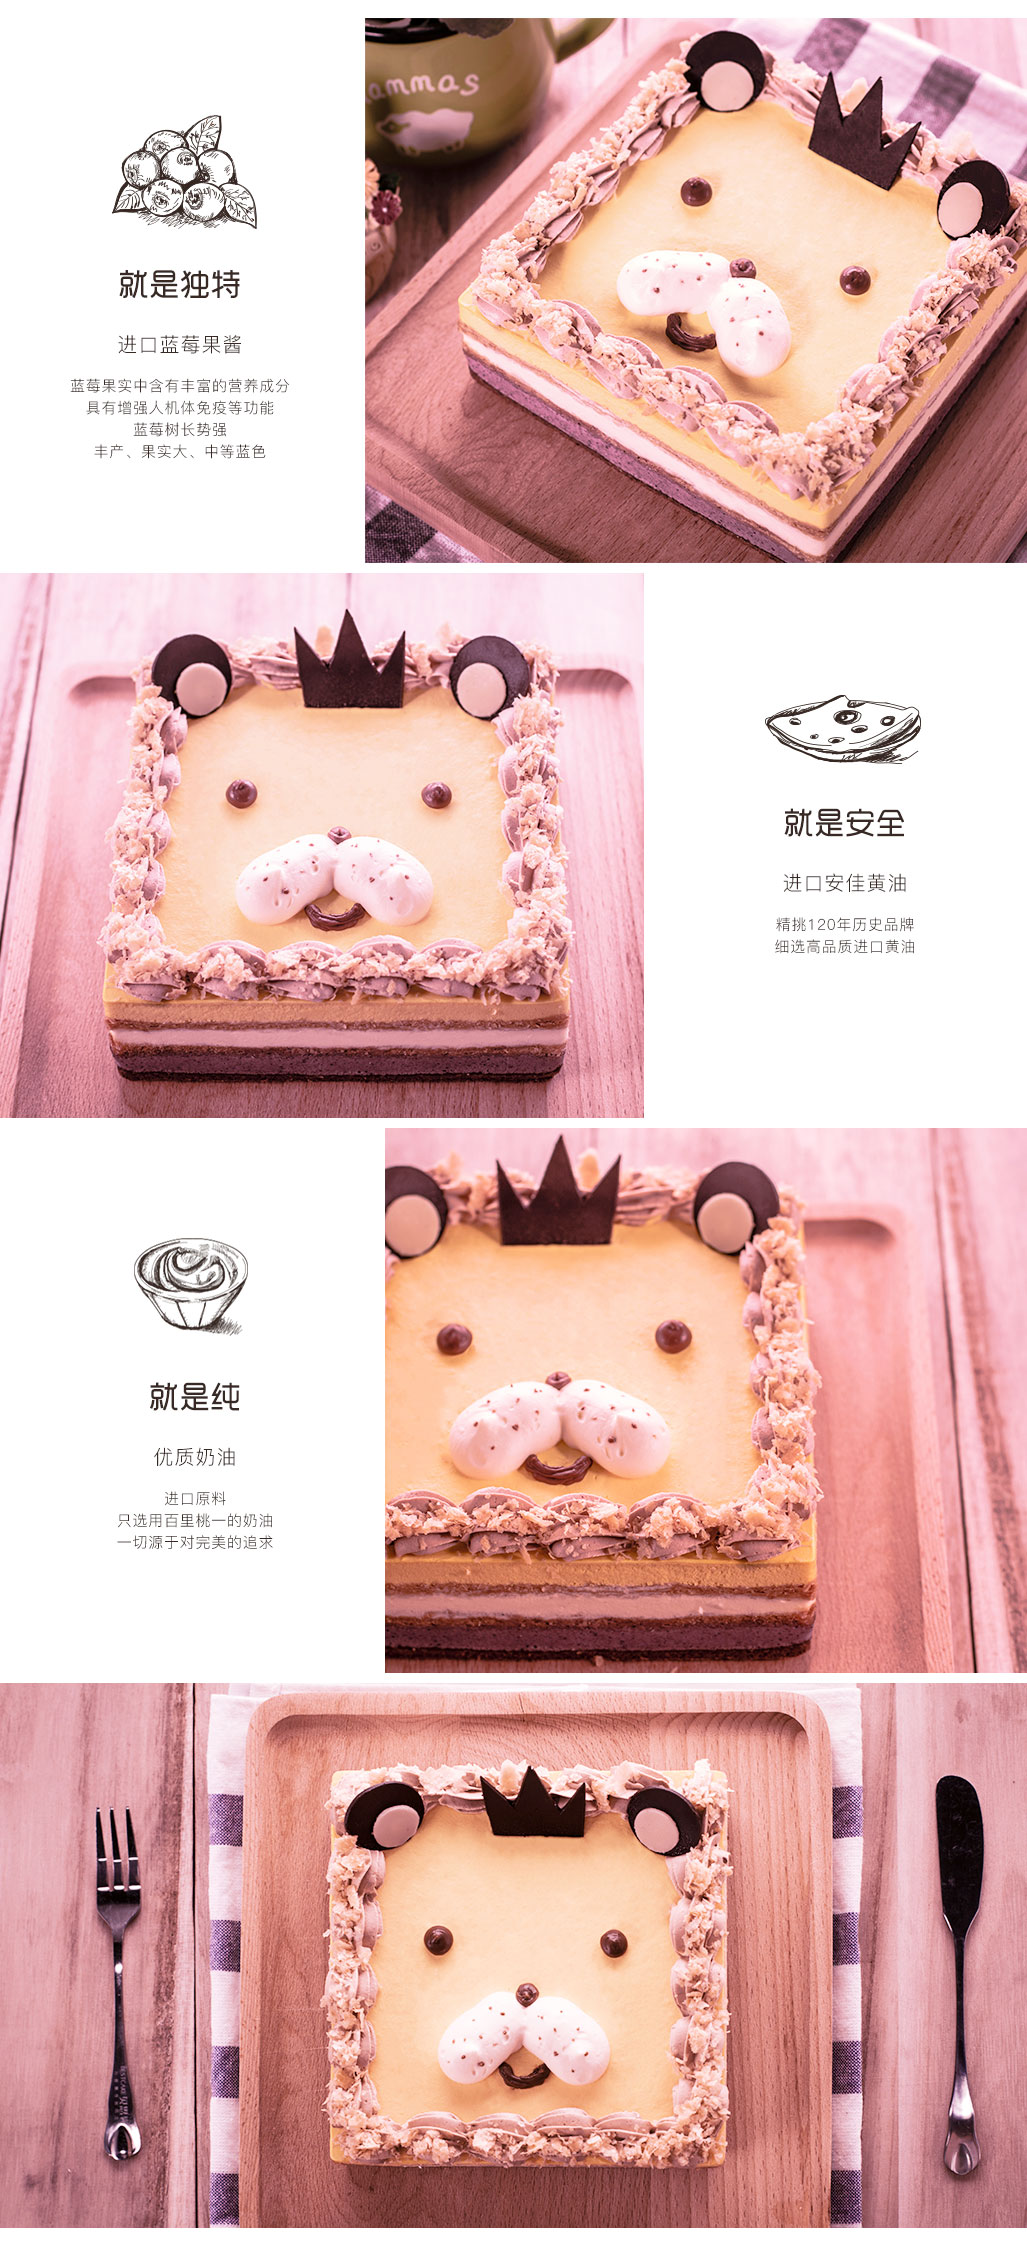 ammas
就是独特
进口蓝莓果酱
蓝莓果实中含有丰富的营养成分
具有增强人机体免疫等功能
蓝莓树长势强
丰产、果实大、中等蓝色
就是安全
进口安佳黄油
精挑120年历史品牌
细选高品质进口黄油
就是纯
优质奶油
进口原料
只选用百里桃一的奶油
一切源于对完美的追求